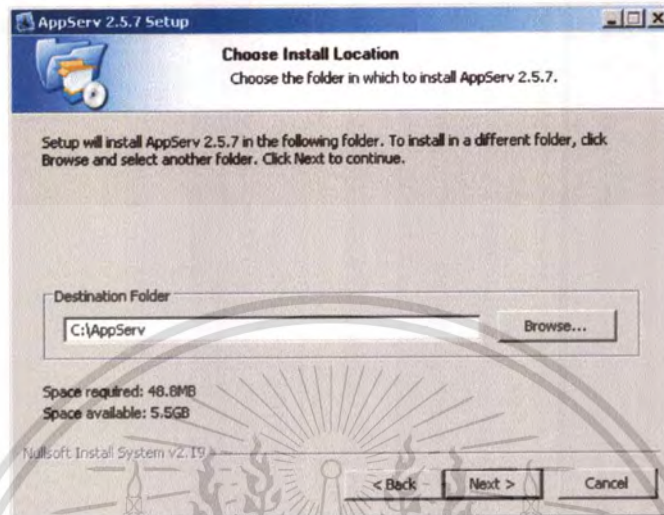 AppServ 2.5.7 Setup
Choose Install Location
Choose the folder in which to install AppServ 2.5.7.
Setup will install AppServ 2.5.7 in the following folder. To install in a different folder, click
Browse and select another folder. Click Next to continue.
Destination Folder
C:\AppServ
Browse...
Space required: 48.8MB
Space available: 5.5GB
Nullsoft Install System v2.19
< Back
Next >
Cancel